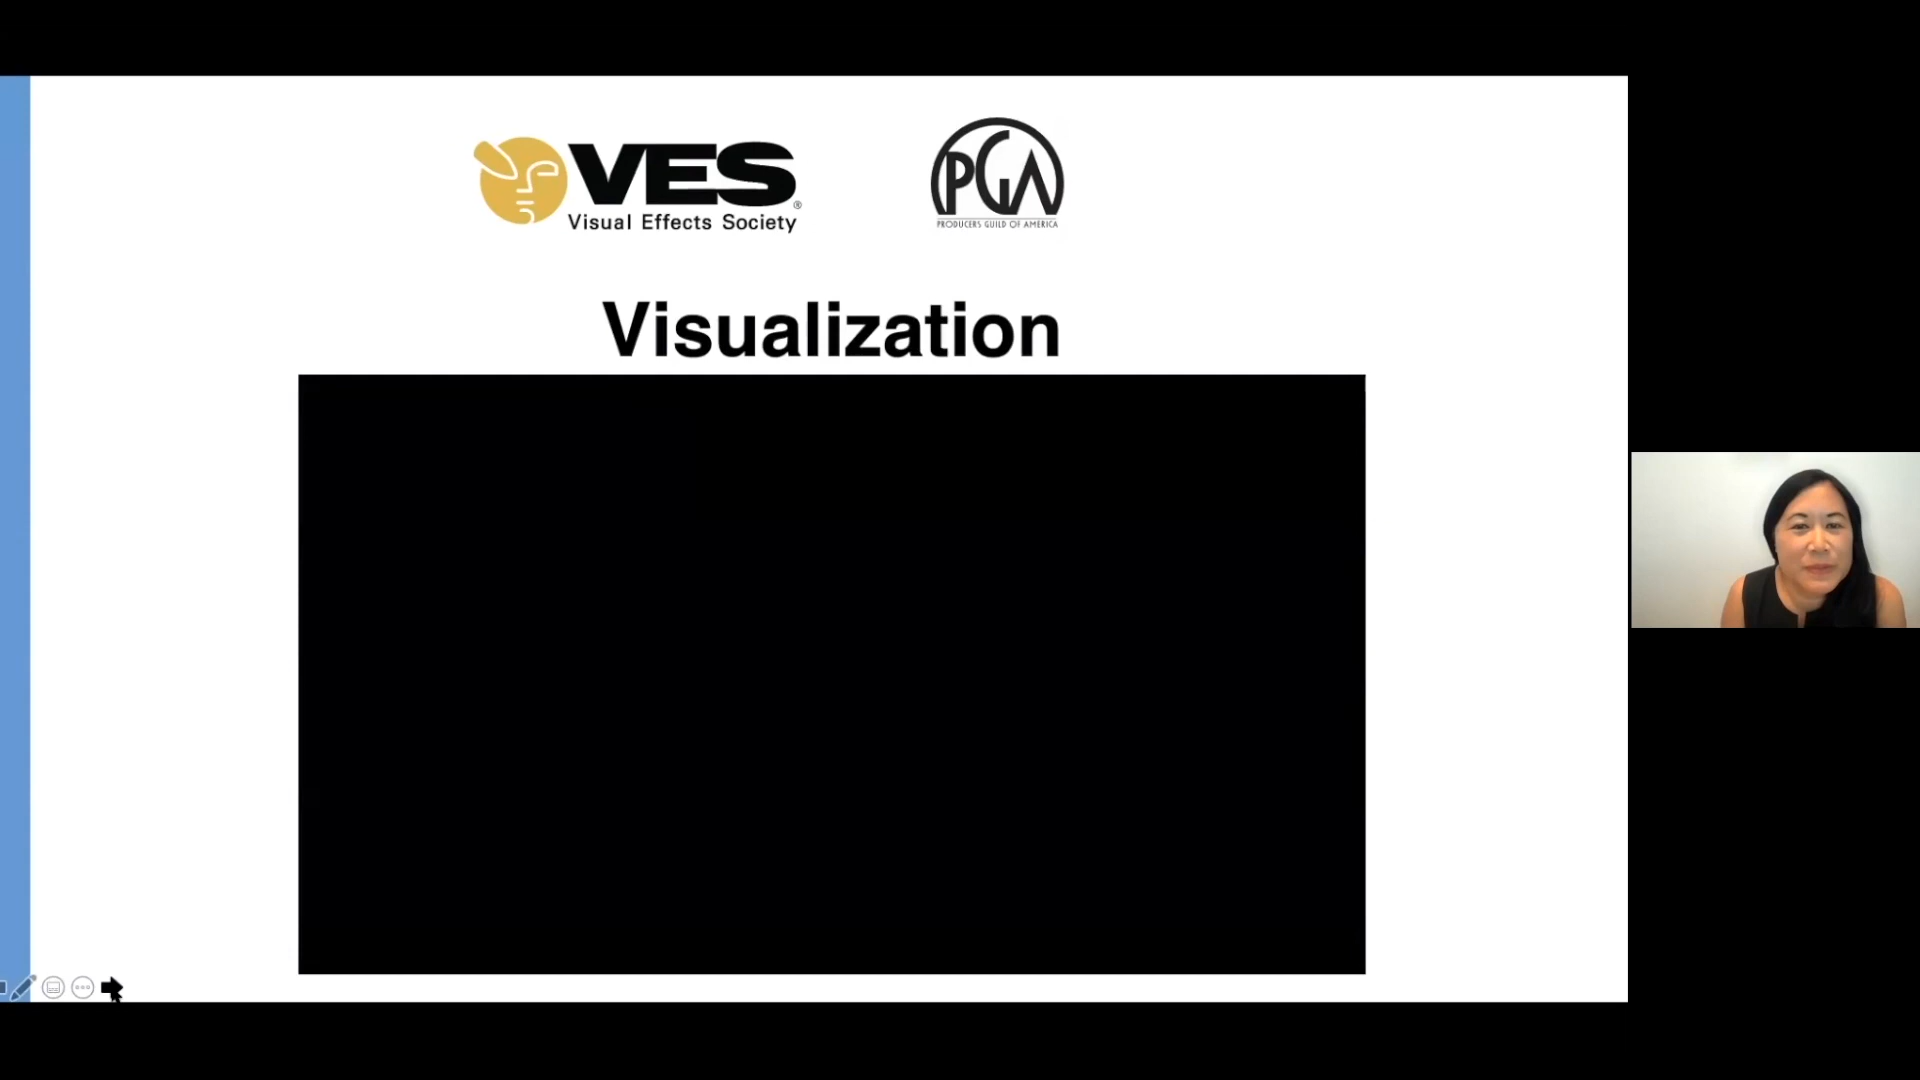 VES®
Visual Effects Society
PGA
PRODUCERS GUILD OF AMERICA
Visualization